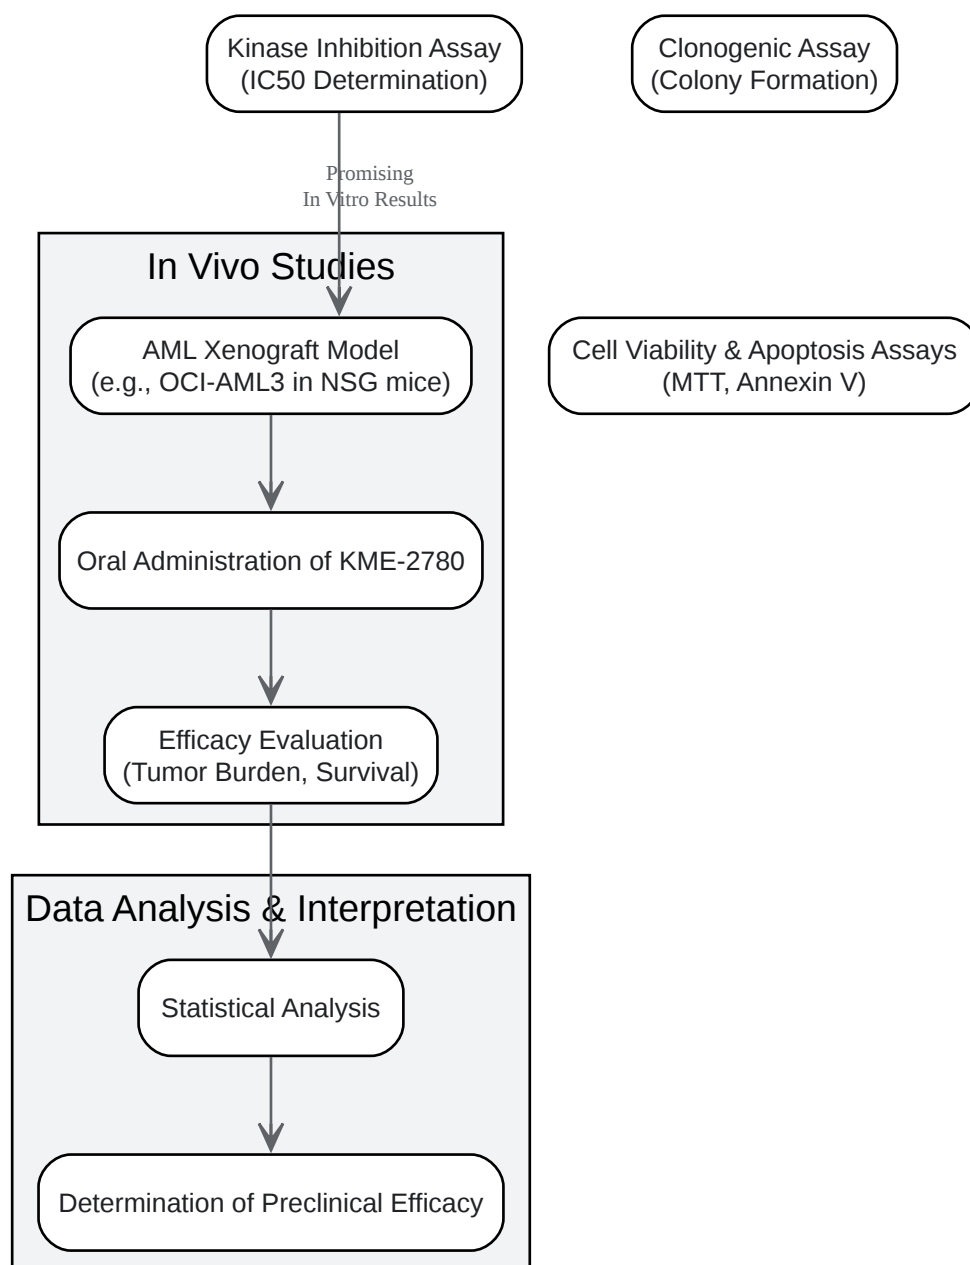 Kinase Inhibition Assay
(IC50 Determination)
Clonogenic Assay
(Colony Formation)
Promising
In Vitro Results
In Vivo Studies
AML Xenograft Model
(e.g., OCI-AML3 in NSG mice)
Cell Viability & Apoptosis Assays
(MTT, Annexin V)
Oral Administration of KME-2780
Efficacy Evaluation
(Tumor Burden, Survival)
Data Analysis & Interpretation
Statistical Analysis
Determination of Preclinical Efficacy